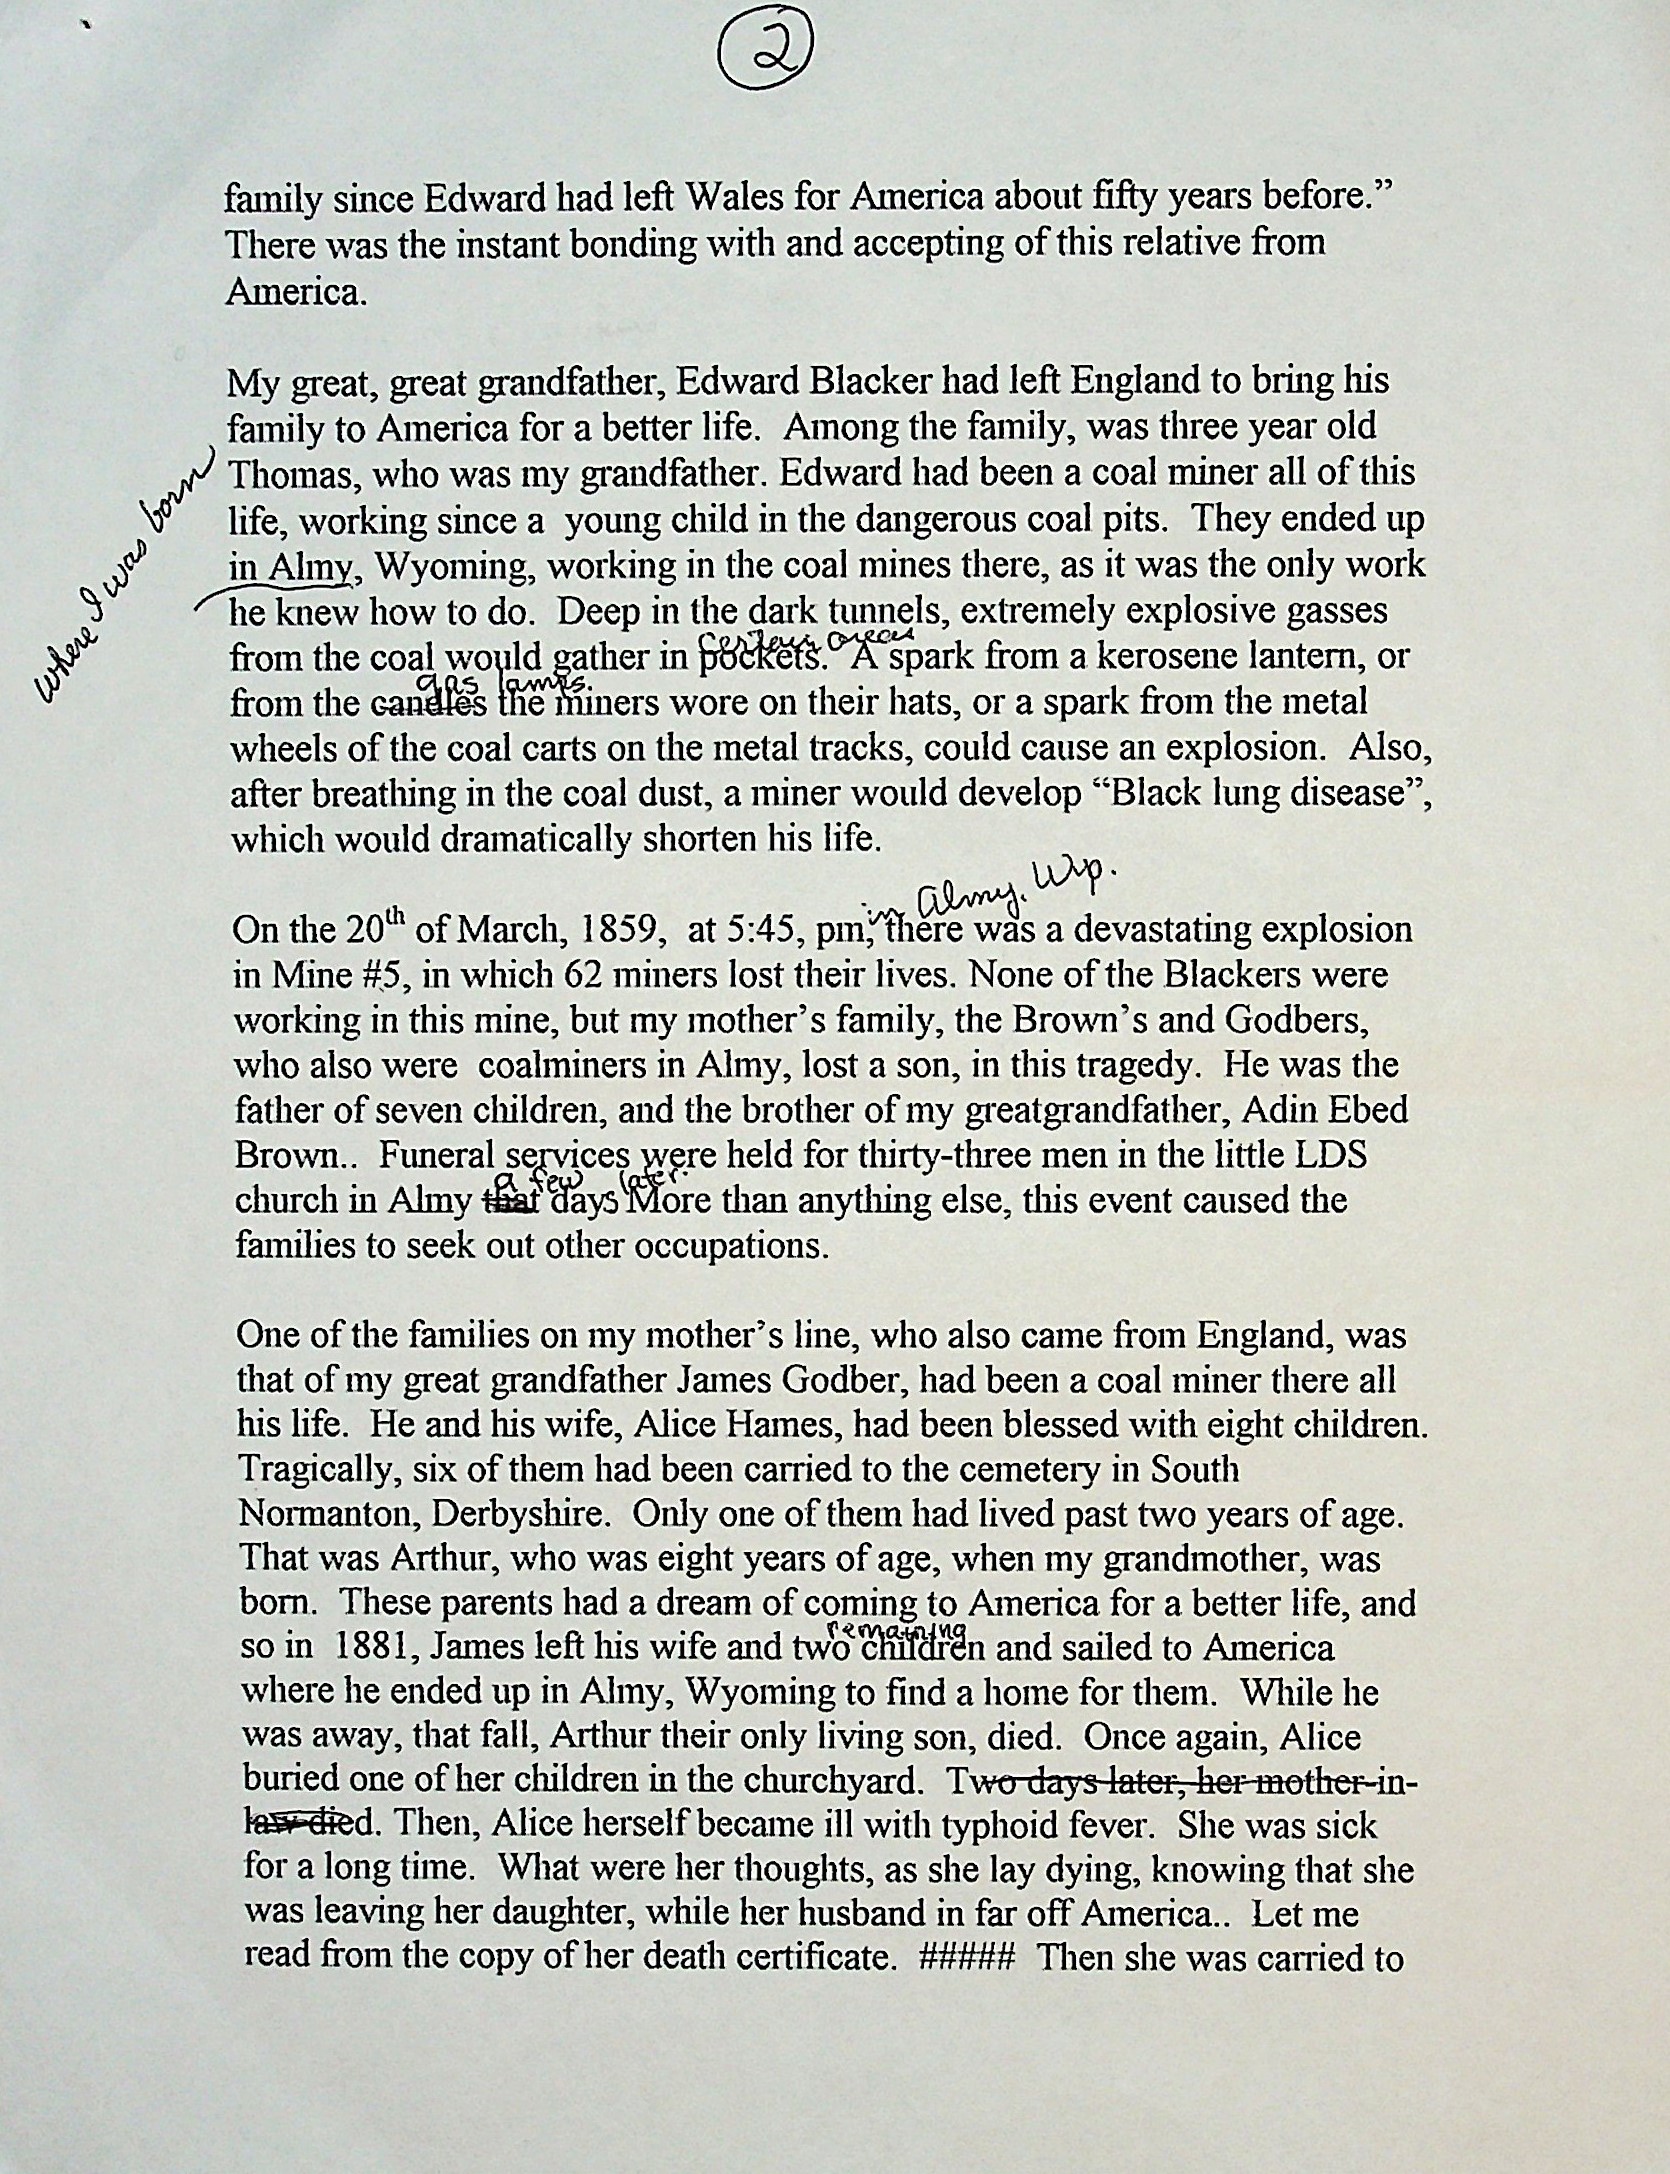 2
family since Edward had left Wales for America about fifty years before.”
There was the instant bonding with and accepting of this relative from
America.
My great, great grandfather, Edward Blacker had left England to bring his
family to America for a better life.  Among the family, was three year old
Thomas, who was my grandfather. Edward had been a coal miner all of this
life, working since a  young child in the dangerous coal pits.  They ended up
where I was born
in Almy, Wyoming, working in the coal mines there, as it was the only work
he knew how to do.  Deep in the dark tunnels, extremely explosive gasses
certain areas
from the coal would gather in pockets.  A spark from a kerosene lantern, or
gas lamps
from the candles the miners wore on their hats, or a spark from the metal
wheels of the coal carts on the metal tracks, could cause an explosion.  Also,
after breathing in the coal dust, a miner would develop “Black lung disease”,
which would dramatically shorten his life.
in Almy, Wyo.
On the 20th of March, 1859,  at 5:45, pm, there was a devastating explosion
in Mine #5, in which 62 miners lost their lives. None of the Blackers were
working in this mine, but my mother’s family, the Brown’s and Godbers,
who also were  coalminers in Almy, lost a son, in this tragedy.  He was the
father of seven children, and the brother of my greatgrandfather, Adin Ebed
Brown..  Funeral services were held for thirty-three men in the little LDS
a few later.
church in Almy that days More than anything else, this event caused the
families to seek out other occupations.
One of the families on my mother’s line, who also came from England, was
that of my great grandfather James Godber, had been a coal miner there all
his life.  He and his wife, Alice Hames, had been blessed with eight children.
Tragically, six of them had been carried to the cemetery in South
Normanton, Derbyshire.  Only one of them had lived past two years of age.
That was Arthur, who was eight years of age, when my grandmother, was
born.  These parents had a dream of coming to America for a better life, and
remaining
so in  1881, James left his wife and two children and sailed to America
where he ended up in Almy, Wyoming to find a home for them.  While he
was away, that fall, Arthur their only living son, died.  Once again, Alice
buried one of her children in the churchyard.  Two days later, her mother-in-
law died. Then, Alice herself became ill with typhoid fever.  She was sick
for a long time.  What were her thoughts, as she lay dying, knowing that she
was leaving her daughter, while her husband in far off America..  Let me
read from the copy of her death certificate.  #####  Then she was carried to